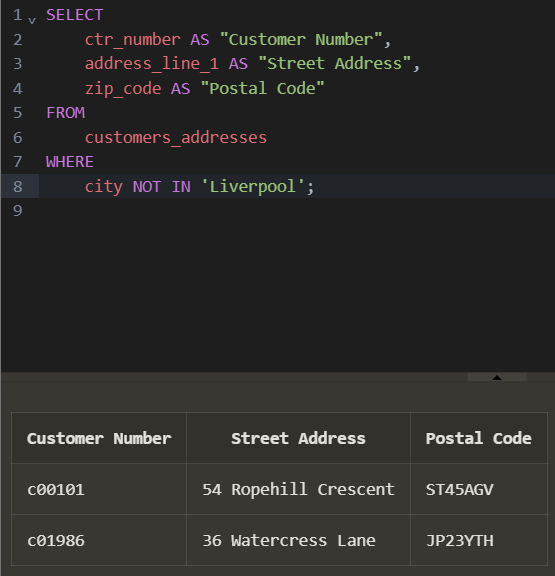 1 SELECT
2 ctr_number AS "Customer Number",
3 address_line_1 AS "Street Address",
4 zip_code AS "Postal Code"
5 FROM
6 customers_addresses
7 WHERE
8 city NOT IN 'Liverpool';
9
Customer Number Street Address Postal Code
c00101 54 Ropehill Crescent ST45AGV
c01986 36 Watercress Lane JP23YTH